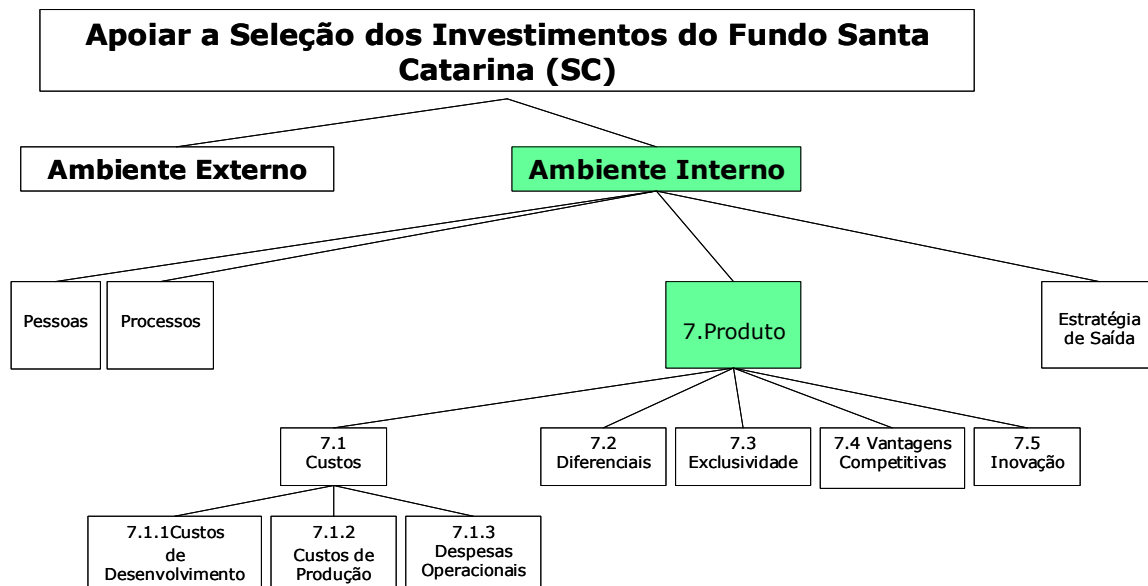 Apoiar a Seleção dos Investimentos do Fundo Santa
Catarina (SC)
Ambiente Externo
Ambiente Interno
Pessoas
Processos
7.Produto
Estratégia
de Saída
7.1
Custos
7.2
Diferenciais
7.3
Exclusividade
7.4 Vantagens
Competitivas
7.5
Inovação
7.1.1Custos
de
Desenvolvimento
7.1.2
Custos de
Produção
7.1.3
Despesas
Operacionais